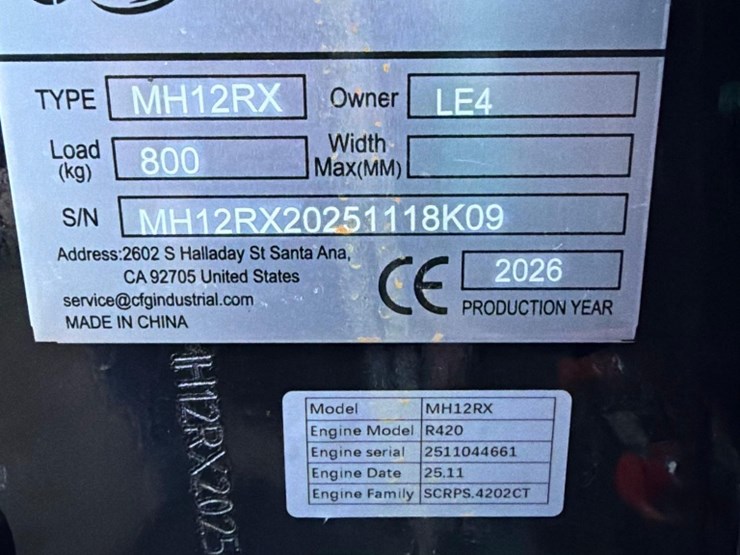 TYPE MH12RX Owner LE4
Load (kg) 800 Width Max(MM)
S/N MH12RX20251118K09
Address:2602 S Halladay St Santa Ana,
CA 92705 United States
service@cfgindustrial.com
MADE IN CHINA
CE 2026
PRODUCTION YEAR
MH12RX2025
Model MH12RX
Engine Model R420
Engine serial 2511044661
Engine Date 25.11
Engine Family SCRPS.4202CT